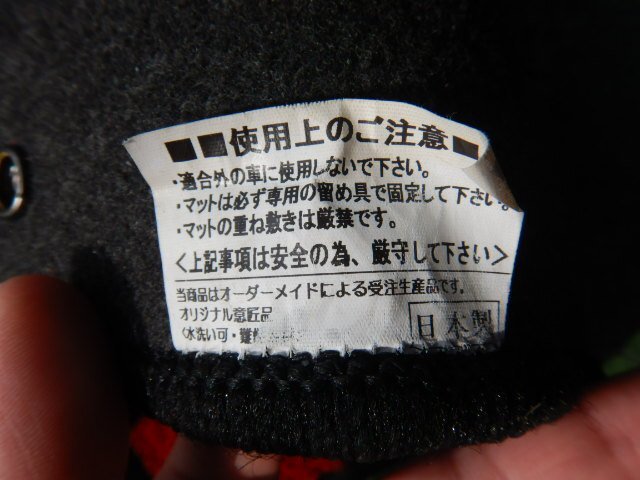 ■■使用上のご注意■
・適合外の車に使用しないで下さい。
・マットは必ず専用の留め具で固定して下さい。
・マットの重ね敷きは厳禁です。
<上記事項は安全の為、厳守して下さい>
当商品はオーダーメイドによる受注生産品です。
オリジナル意匠品
(水洗い可・難
日本製